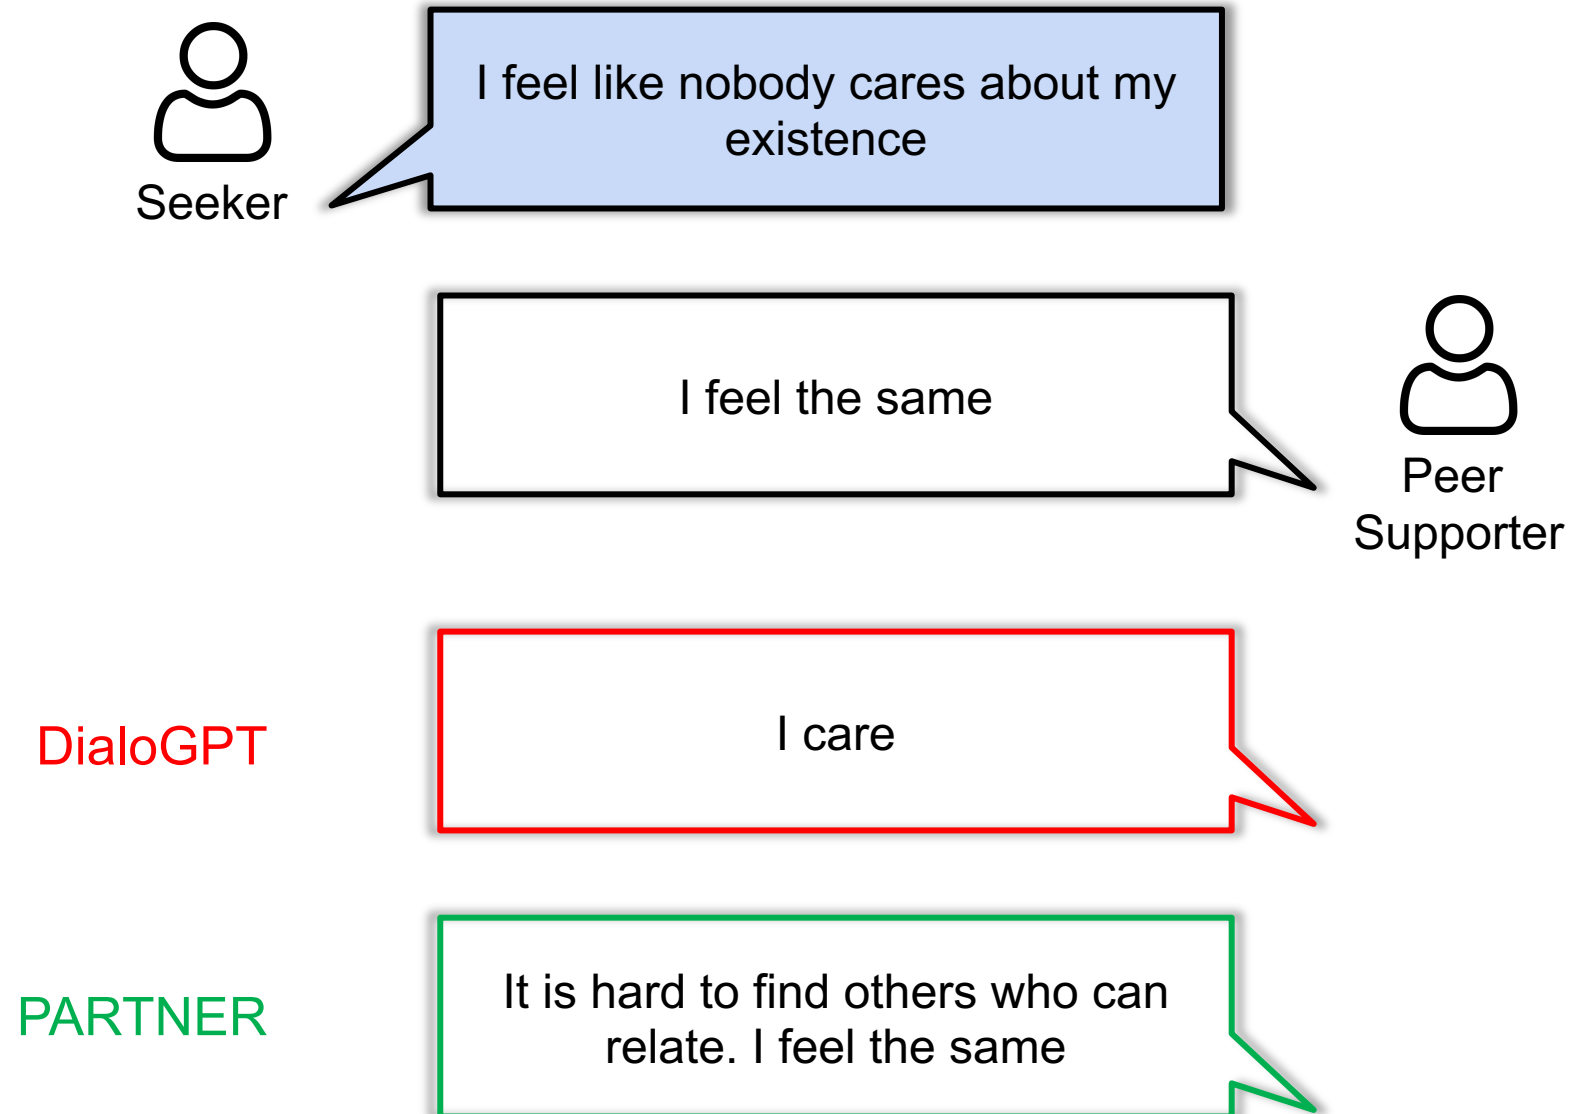 I feel like nobody cares about my
existence
Seeker
I feel the same
Peer
Supporter
DialoGPT
I care
PARTNER
It is hard to find others who can
relate. I feel the same